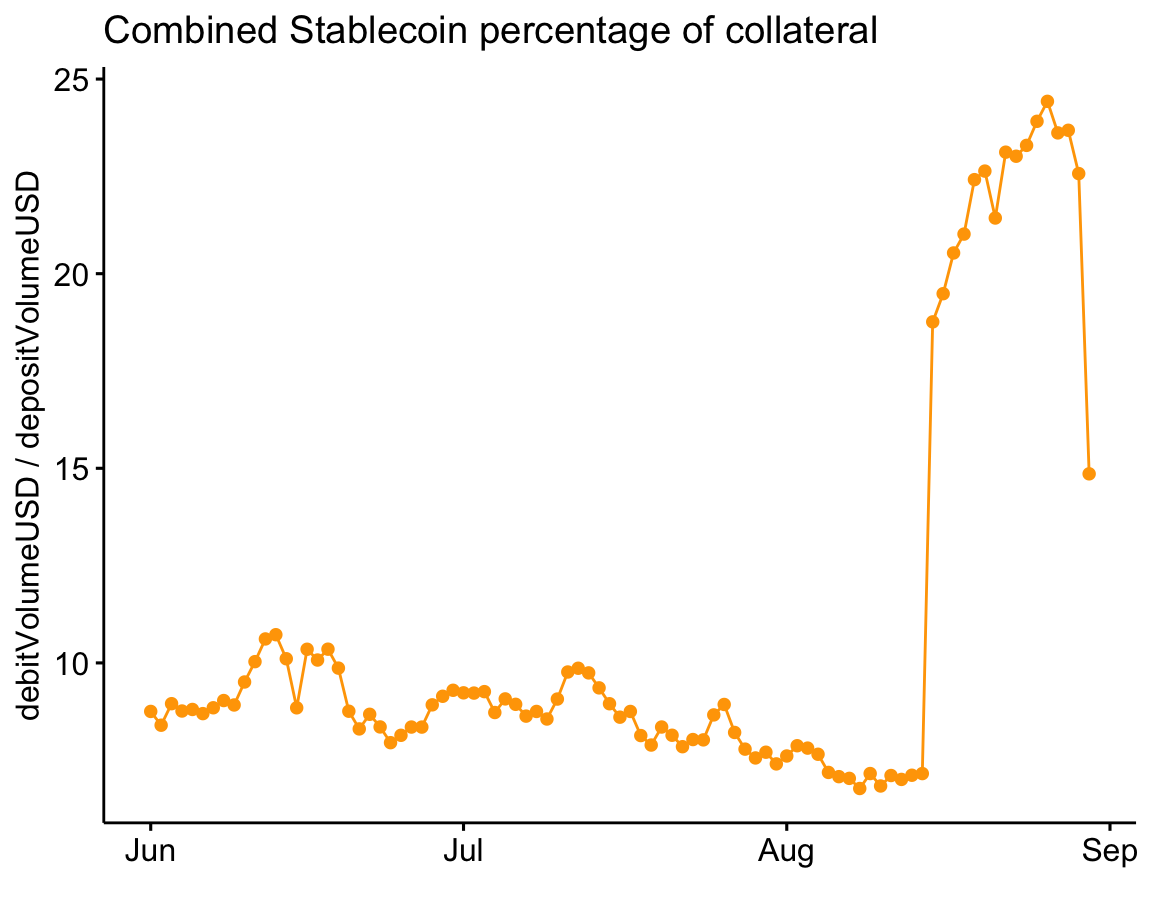 Combined Stablecoin percentage of collateral
debitVolumeUSD / depositVolumeUSD
25
20
15
10
Jun Jul Aug Sep